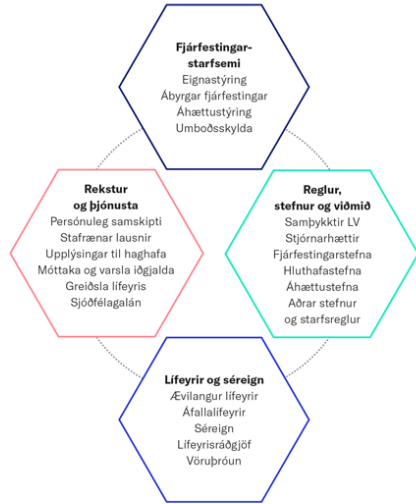 Fjárfestingar-
starfsemi
Eignastýring
Ábyrgar fjárfestingar
Áhættustýring
Umboðsskylda
Rekstur
og þjónusta
Persónuleg samskipti
Stafrænar lausnir
Upplýsingar til haghafa
Móttaka og varsla iðgjalda
Greiðsla lífeyris
Sjóðfélagalán
Reglur,
stefnur og viðmið
Samþykktir LV
Stjórnarhættir
Fjárfestingarstefna
Hluthafastefna
Áhættustefna
Aðrar stefnur
og starfsreglur
Lífeyrir og séreign
Ævilangur lífeyrir
Áfallalífeyrir
Séreign
Lífeyrisráðgjöf
Vöruþróun